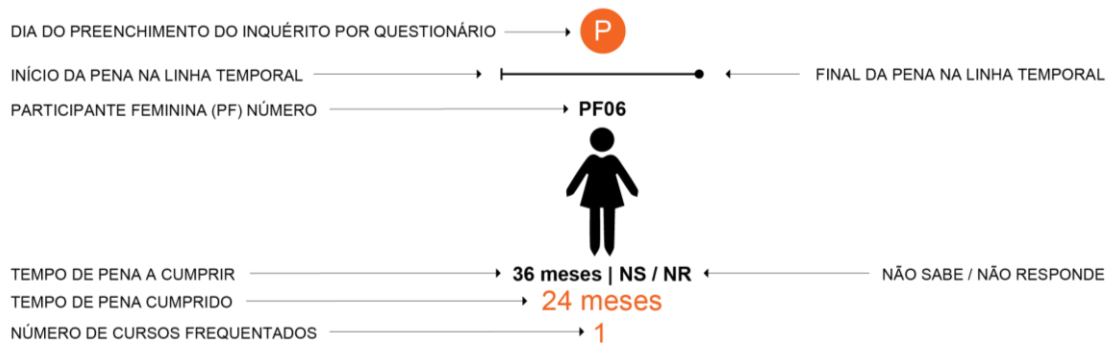 DIA DO PREENCHIMENTO DO INQUÉRITO POR QUESTIONÁRIO P
INÍCIO DA PENA NA LINHA TEMPORAL FINAL DA PENA NA LINHA TEMPORAL
PARTICIPANTE FEMININA (PF) NÚMERO PF06
TEMPO DE PENA A CUMPRIR 36 meses | NS / NR NÃO SABE / NÃO RESPONDE
TEMPO DE PENA CUMPRIDO 24 meses
NÚMERO DE CURSOS FREQUENTADOS 1